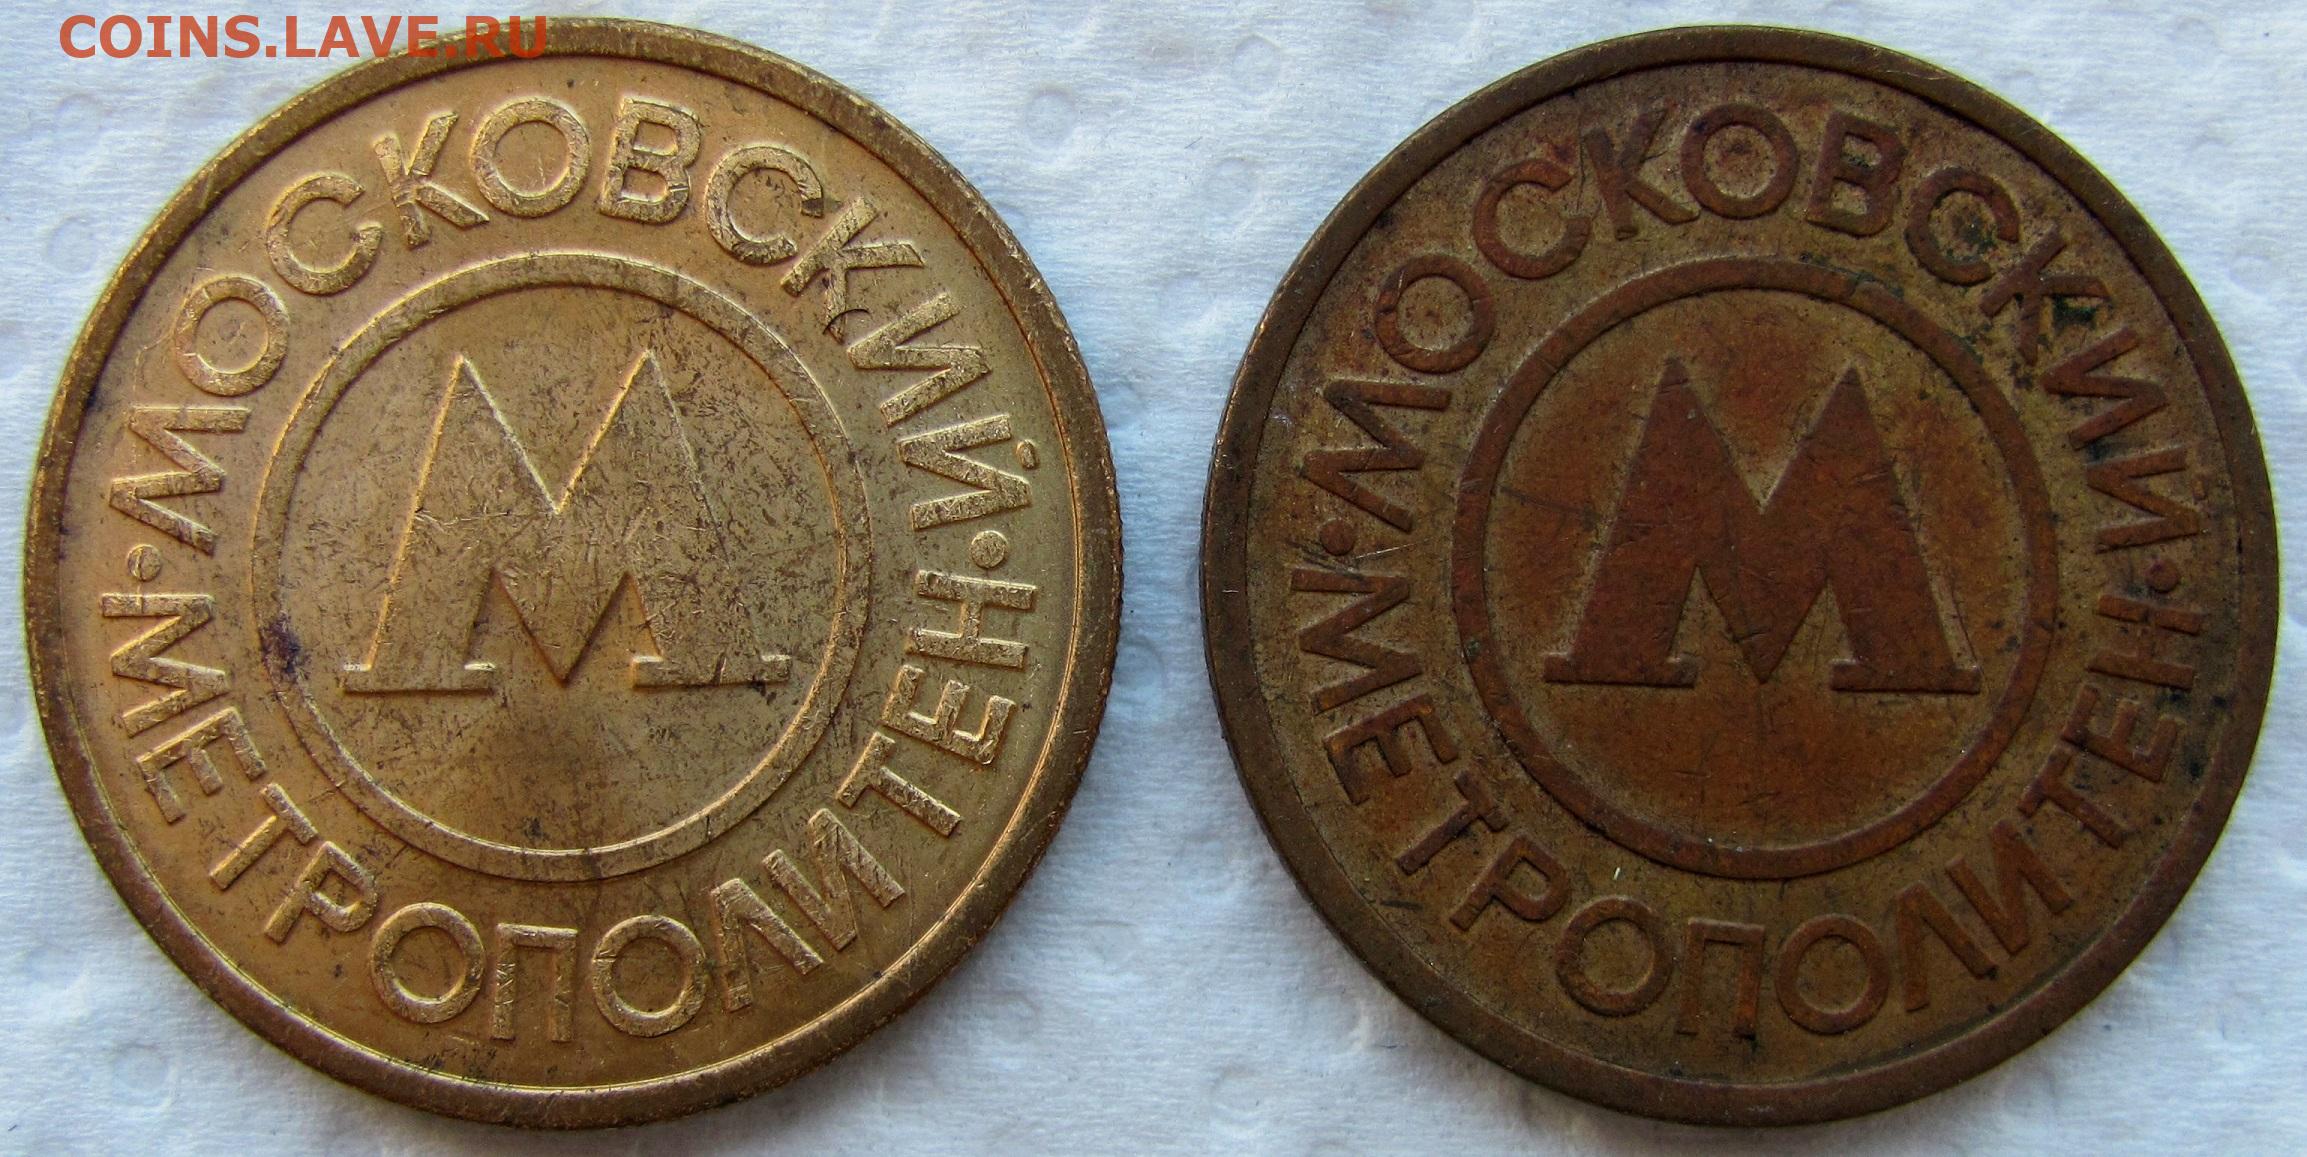 COINS.LAVE.RU
МОСКОВСКИЙ
МЕТРОПОЛИТЕН
М
МОСКОВСКИЙ
МЕТРОПОЛИТЕН
М